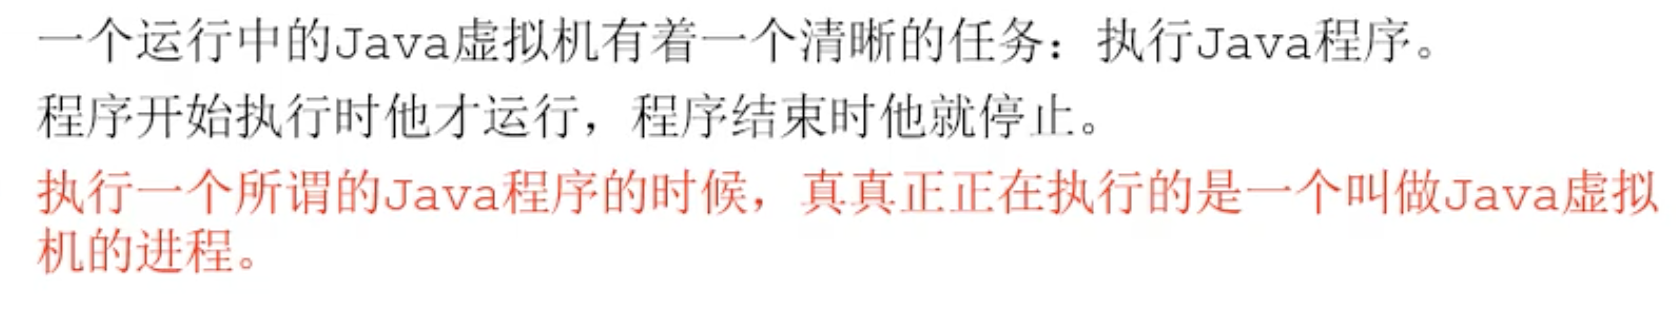 一个运行中的Java虚拟机有着一个清晰的任务：执行Java程序。
程序开始执行时他才运行，程序结束时他就停止。
执行一个所谓的Java程序的时候，真真正正在执行的是一个叫做Java虚拟
机的进程。